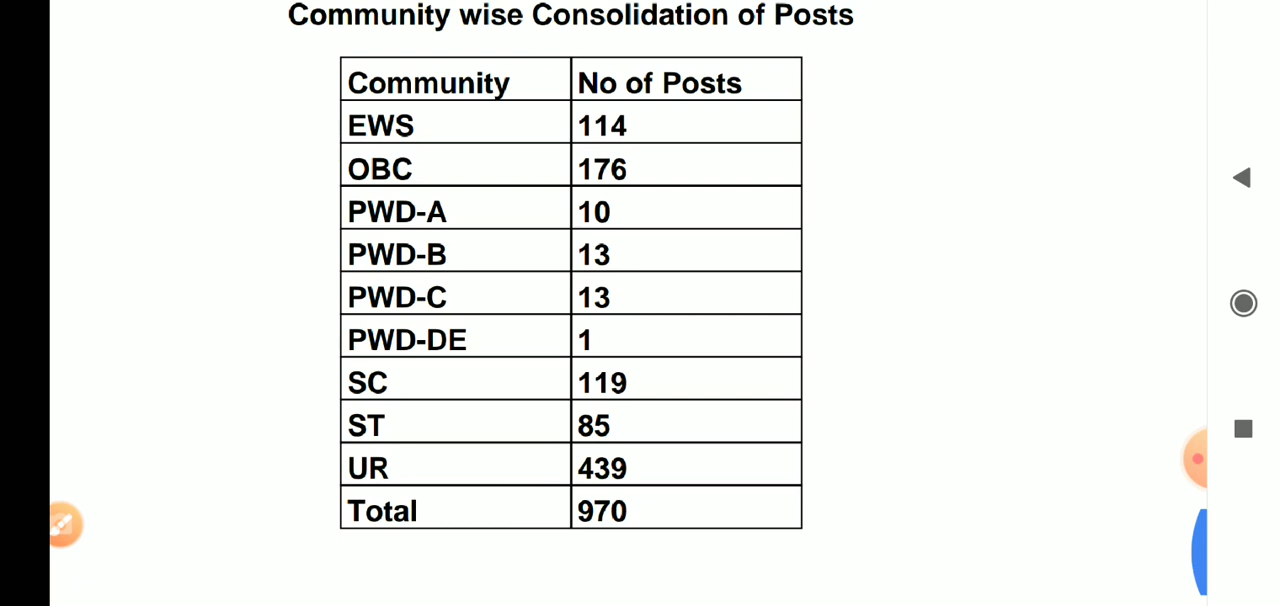 Community wise Consolidation of Posts
Community No of Posts
EWS 114
OBC 176
PWD-A 10
PWD-B 13
PWD-C 13
PWD-DE 1
SC 119
ST 85
UR 439
Total 970